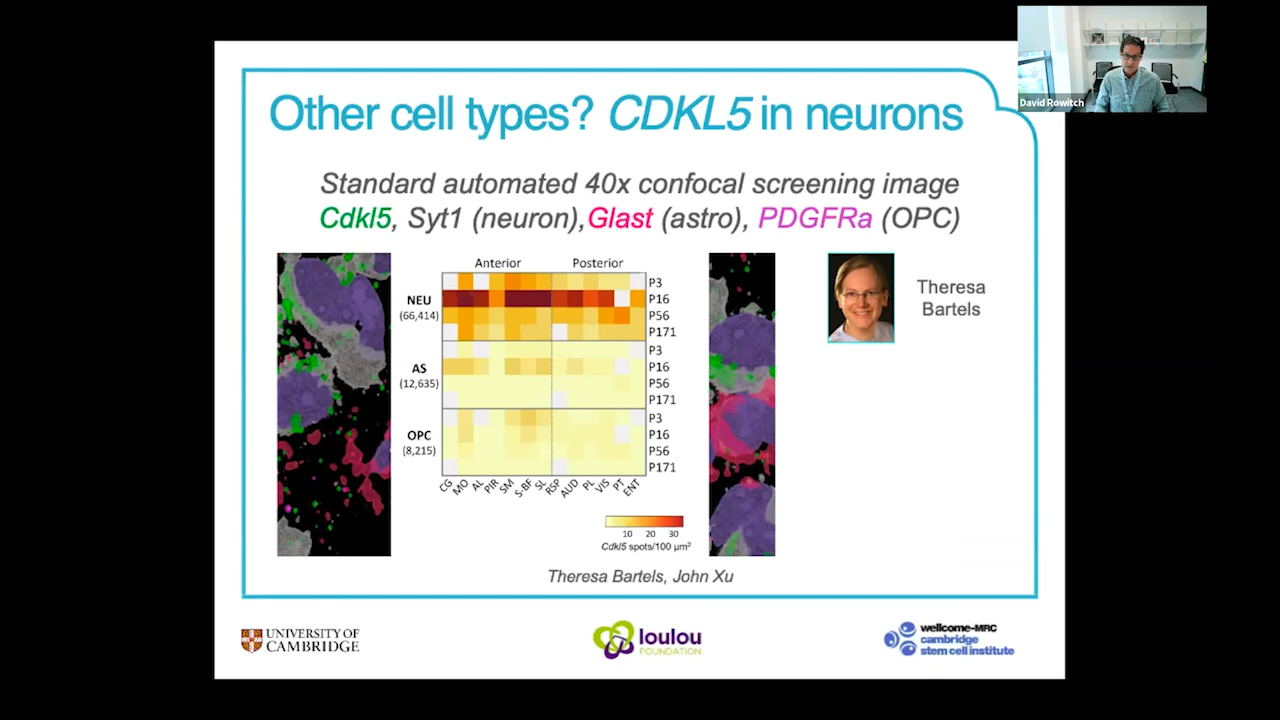 David Rowitch
Other cell types? CDKL5 in neurons
Standard automated 40x confocal screening image
Cdkl5, Syt1 (neuron),Glast (astro), PDGFRa (OPC)
Anterior
Posterior
NEU
(66,414)
P3
P16
P56
P171
AS
(12,635)
P3
P16
P56
P171
OPC
(8,215)
P3
P16
P56
P171
CG
MO
AL
PIR
SM
S-BF
SL
RSP
AUD
PL
VIS
PT
ENT
10 20 30
Cdkl5 spots/100 µm²
Theresa
Bartels
Theresa Bartels, John Xu
UNIVERSITY OF
CAMBRIDGE
loulou
FOUNDATION
wellcome-MRC
cambridge
stem cell institute